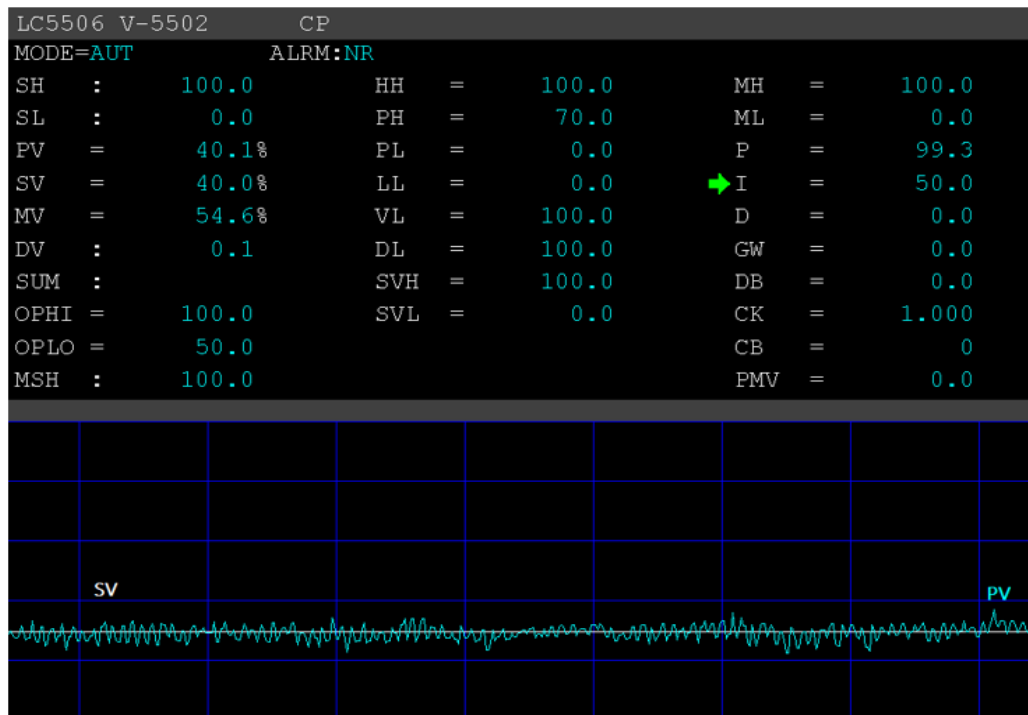 LC5506 V-5502 CP
MODE=AUT ALRM:NR
SH : 100.0 HH = 100.0 MH = 100.0
SL : 0.0 PH = 70.0 ML = 0.0
PV = 40.1% PL = 0.0 P = 99.3
SV = 40.0% LL = 0.0 I = 50.0
MV = 54.6% VL = 100.0 D = 0.0
DV : 0.1 DL = 100.0 GW = 0.0
SUM : SVH = 100.0 DB = 0.0
OPHI = 100.0 SVL = 0.0 CK = 1.000
OPLO = 50.0 CB = 0
MSH : 100.0 PMV = 0.0
SV
PV